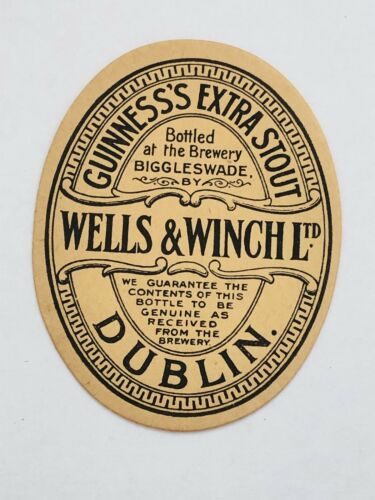 GUINNESS'S EXTRA STOUT
Bottled
at the Brewery
BIGGLESWADE,
BY
WELLS & WINCH LTD
WE GUARANTEE THE
CONTENTS OF THIS
BOTTLE TO BE
GENUINE AS
RECEIVED
FROM THE
BREWERY
DUBLIN.